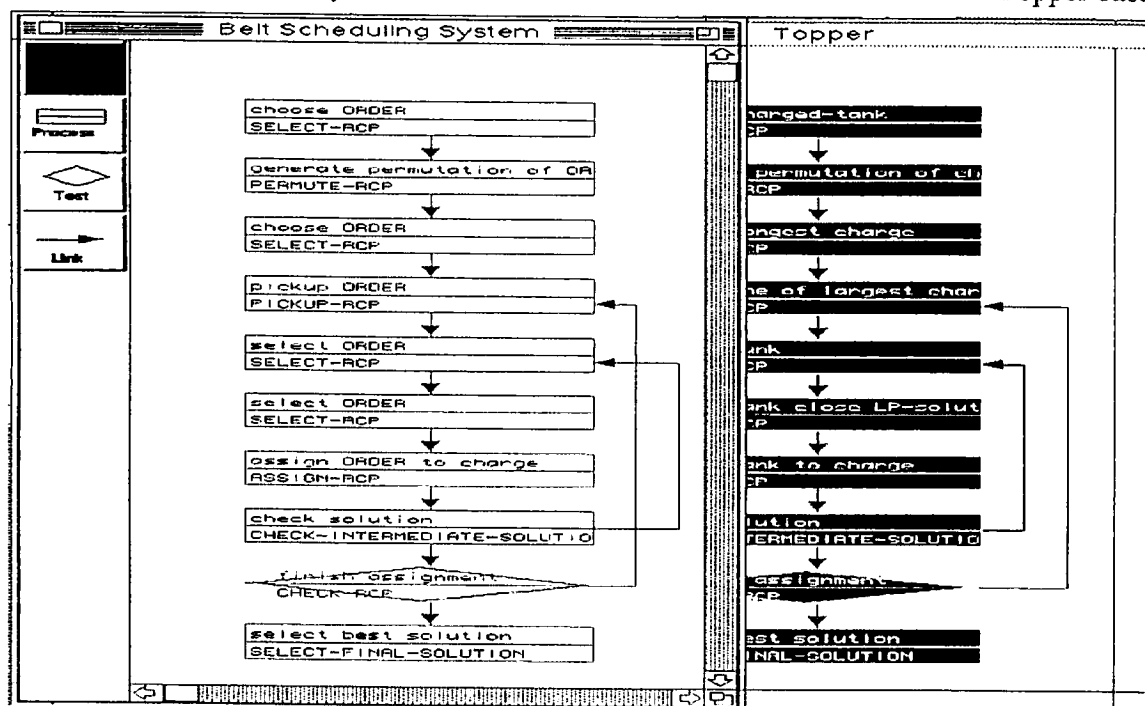 Belt Scheduling System
Topper
Process
Test
Link
choose ORDER
SELECT-RCP
generate permutation of OR
PERMUTE-RCP
choose ORDER
SELECT-RCP
pickup ORDER
PICKUP-RCP
select ORDER
SELECT-RCP
select ORDER
SELECT-RCP
assign ORDER to charge
ASSIGN-RCP
check solution
CHECK-INTERMEDIATE-SOLUTIO
finish assignment
CHECK-RCP
select best solution
SELECT-FINAL-SOLUTION
harged-tank
CP
permutation of ch
RCP
ongest charge
CP
ne of largest char
CP
ank
CP
ank close LP-solut
CP
ank to charge
CP
lution
TERMEDIATE-SOLUTIO
assignment
RCP
est solution
INAL-SOLUTION